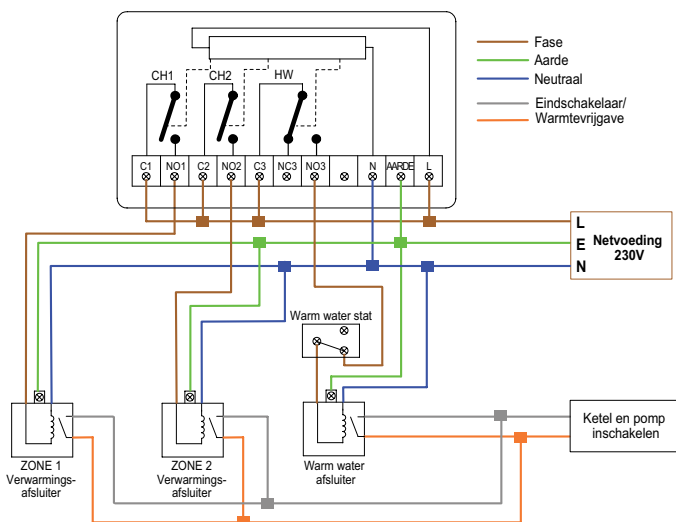 Fase
Aarde
Neutraal
Eindschakelaar/
Warmtevrijgave
CH1
CH2
HW
C1
NO1
C2
NO2
C3
NC3
NO3
N
AARDE
L
L
E
N
Netvoeding
230V
Warm water stat
Ketel en pomp
inschakelen
ZONE 1
Verwarmings-
afsluiter
ZONE 2
Verwarmings-
afsluiter
Warm water
afsluiter